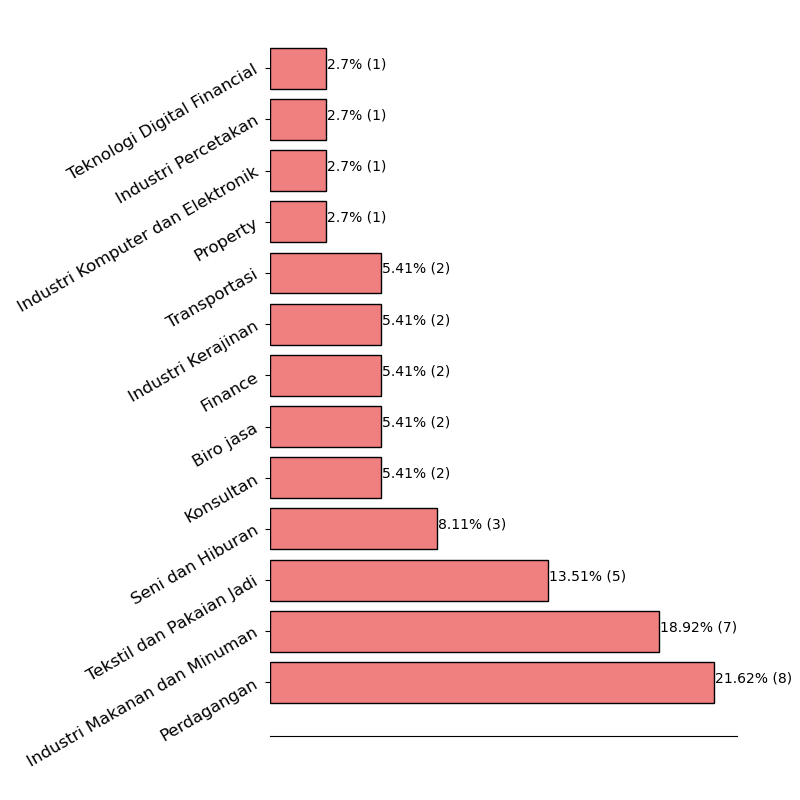 Teknologi Digital Financial 2.7% (1)
Industri Percetakan 2.7% (1)
Industri Komputer dan Elektronik 2.7% (1)
Property 2.7% (1)
Transportasi 5.41% (2)
Industri Kerajinan 5.41% (2)
Finance 5.41% (2)
Biro jasa 5.41% (2)
Konsultan 5.41% (2)
Seni dan Hiburan 8.11% (3)
Tekstil dan Pakaian Jadi 13.51% (5)
Industri Makanan dan Minuman 18.92% (7)
Perdagangan 21.62% (8)